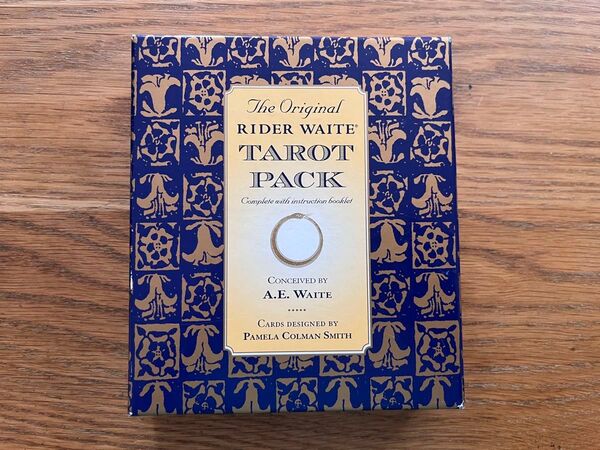 The Original
RIDER WAITE®
TAROT
PACK
Complete with instruction booklet
CONCEIVED BY
A.E. WAITE
CARDS DESIGNED BY
PAMELA COLMAN SMITH